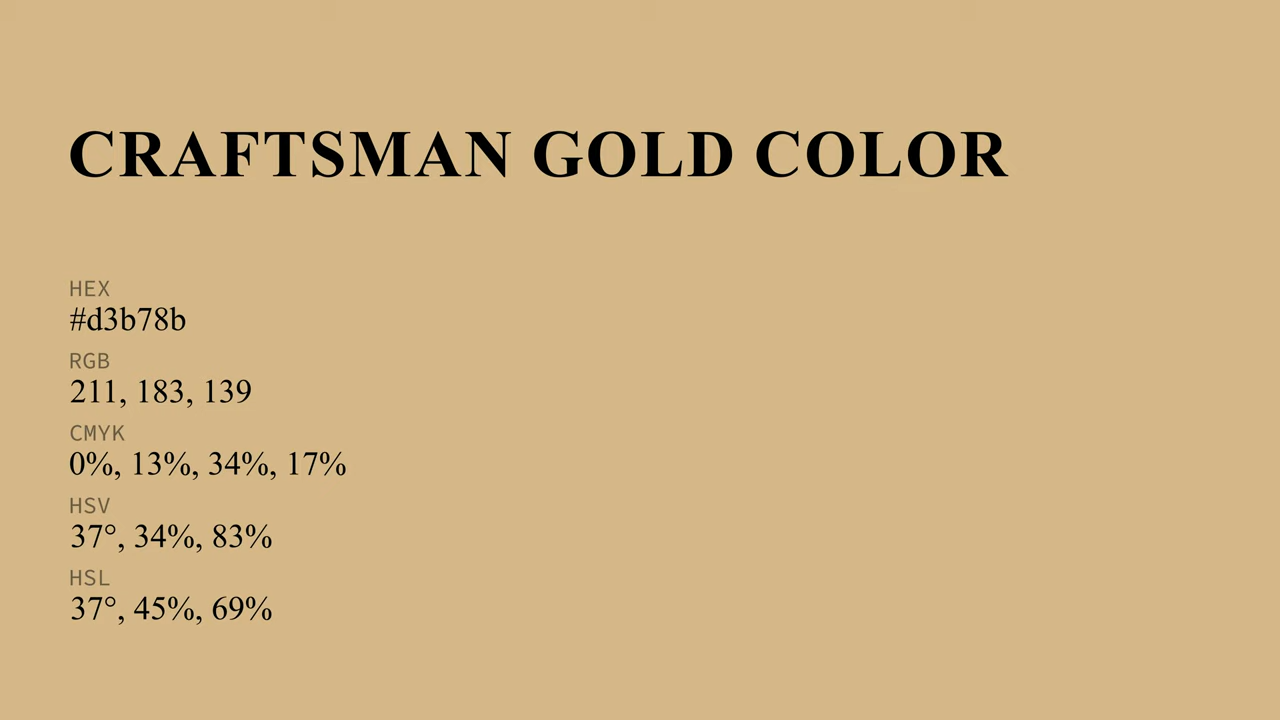 CRAFTSMAN GOLD COLOR
HEX
#d3b78b
RGB
211, 183, 139
CMYK
0%, 13%, 34%, 17%
HSV
37°, 34%, 83%
HSL
37°, 45%, 69%